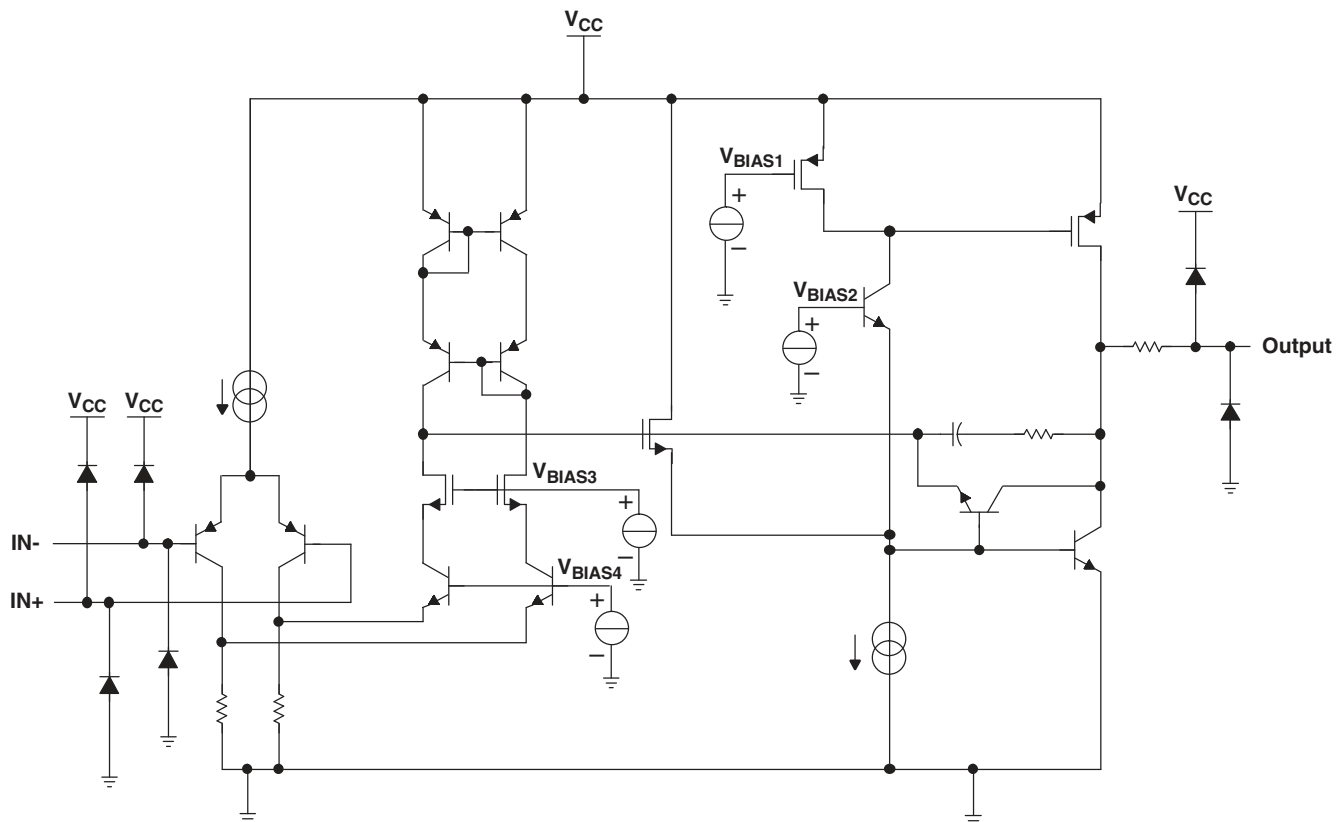 VCC
VBIAS1
VCC
VBIAS2
Output
VCC
VCC
VBIAS3
IN-
VBIAS4
IN+